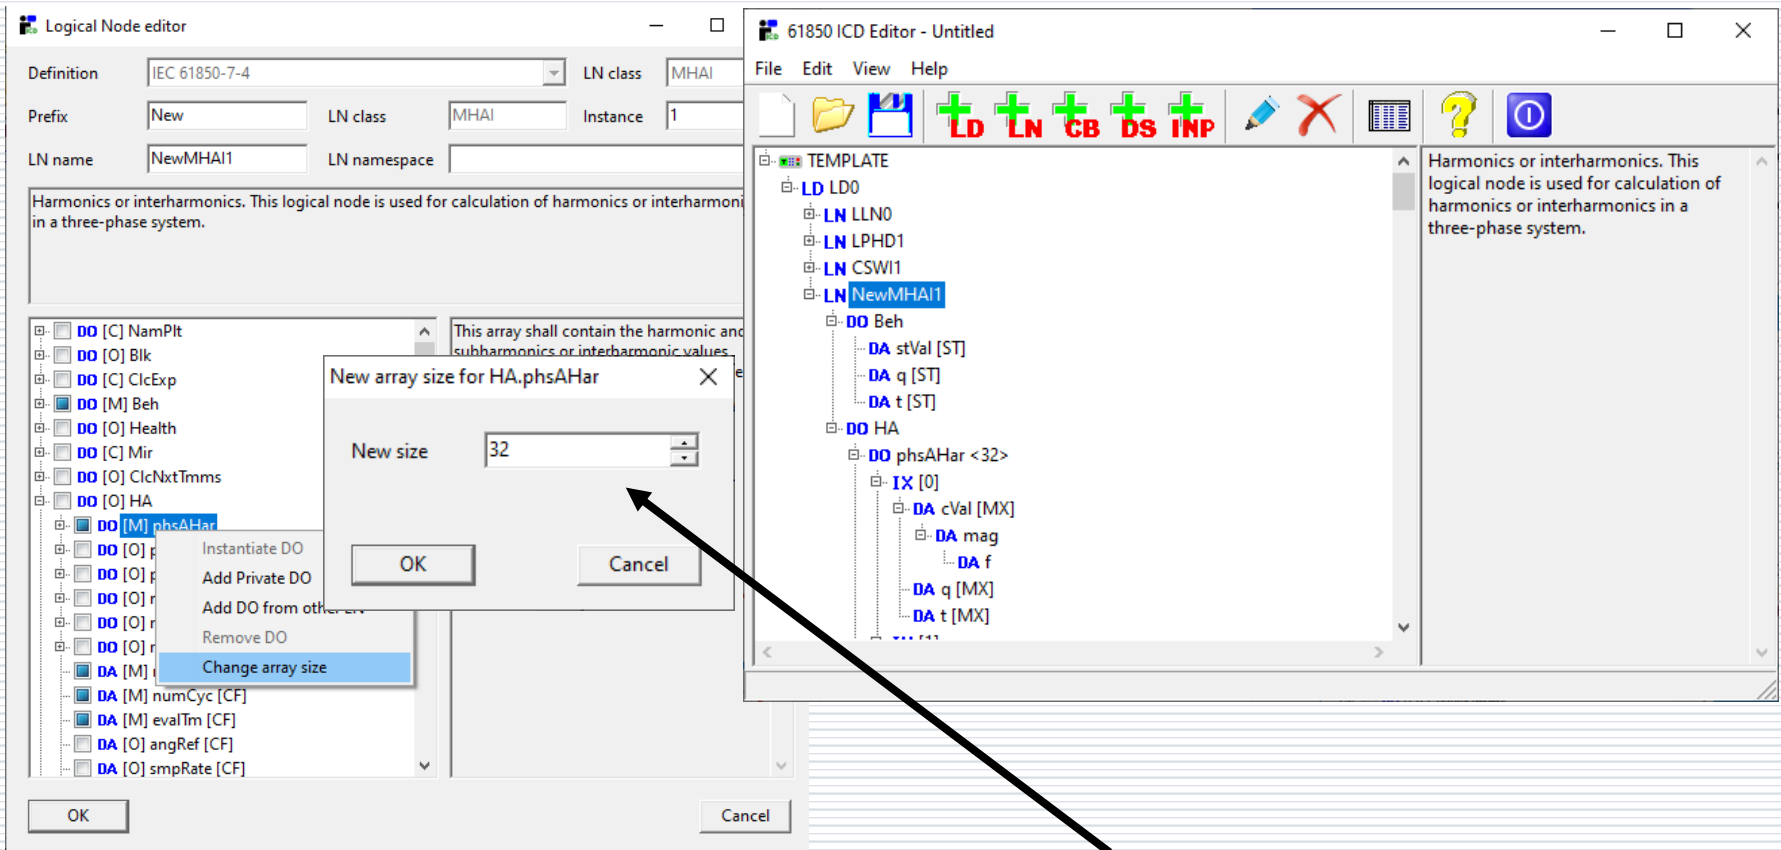 Logical Node editor
Definition
IEC 61850-7-4
LN class
MHAI
Prefix
New
LN class
MHAI
Instance
1
LN name
NewMHAI1
LN namespace
Harmonics or interharmonics. This logical node is used for calculation of harmonics or
in a three-phase system.
DO [C] NamPlt
DO [O] Blk
DO [C] ClcExp
DO [M] Beh
DO [O] Health
DO [C] Mir
DO [O] ClcNxtTmms
DO [O] HA
DO [M] phsAHar
DO [O]
DO [O]
DO [O]
DO [O]
DO [O]
DA [M]
DA [M] numCyc [CF]
DA [M] evalTm [CF]
DA [O] angRef [CF]
DA [O] smpRate [CF]
This array shall contain the harmonic and
subharmonics or interharmonic values
Instantiate DO
Add Private DO
Add DO from other LN
Remove DO
Change array size
New array size for HA.phsAHar
New size
32
OK
Cancel
OK
Cancel
61850 ICD Editor - Untitled
File Edit View Help
LD LN CB DS INP
TEMPLATE
LD LD0
LN LLN0
LN LPHD1
LN CSWI1
LN NewMHAI1
DO Beh
DA stVal [ST]
DA q [ST]
DA t [ST]
DO HA
DO phsAHar <32>
IX [0]
DA cVal [MX]
DA mag
DA f
DA q [MX]
DA t [MX]
IX [1]
Harmonics or interharmonics. This
logical node is used for calculation of
harmonics or interharmonics in a
three-phase system.